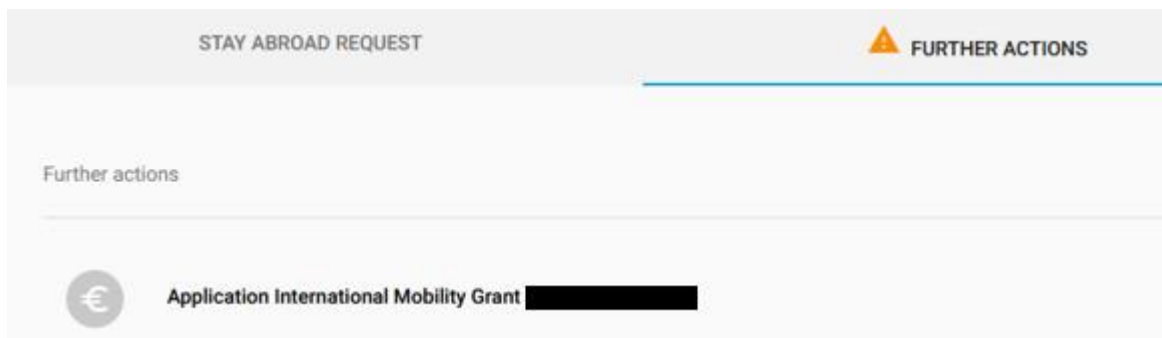 STAY ABROAD REQUEST
FURTHER ACTIONS
Further actions
Application International Mobility Grant